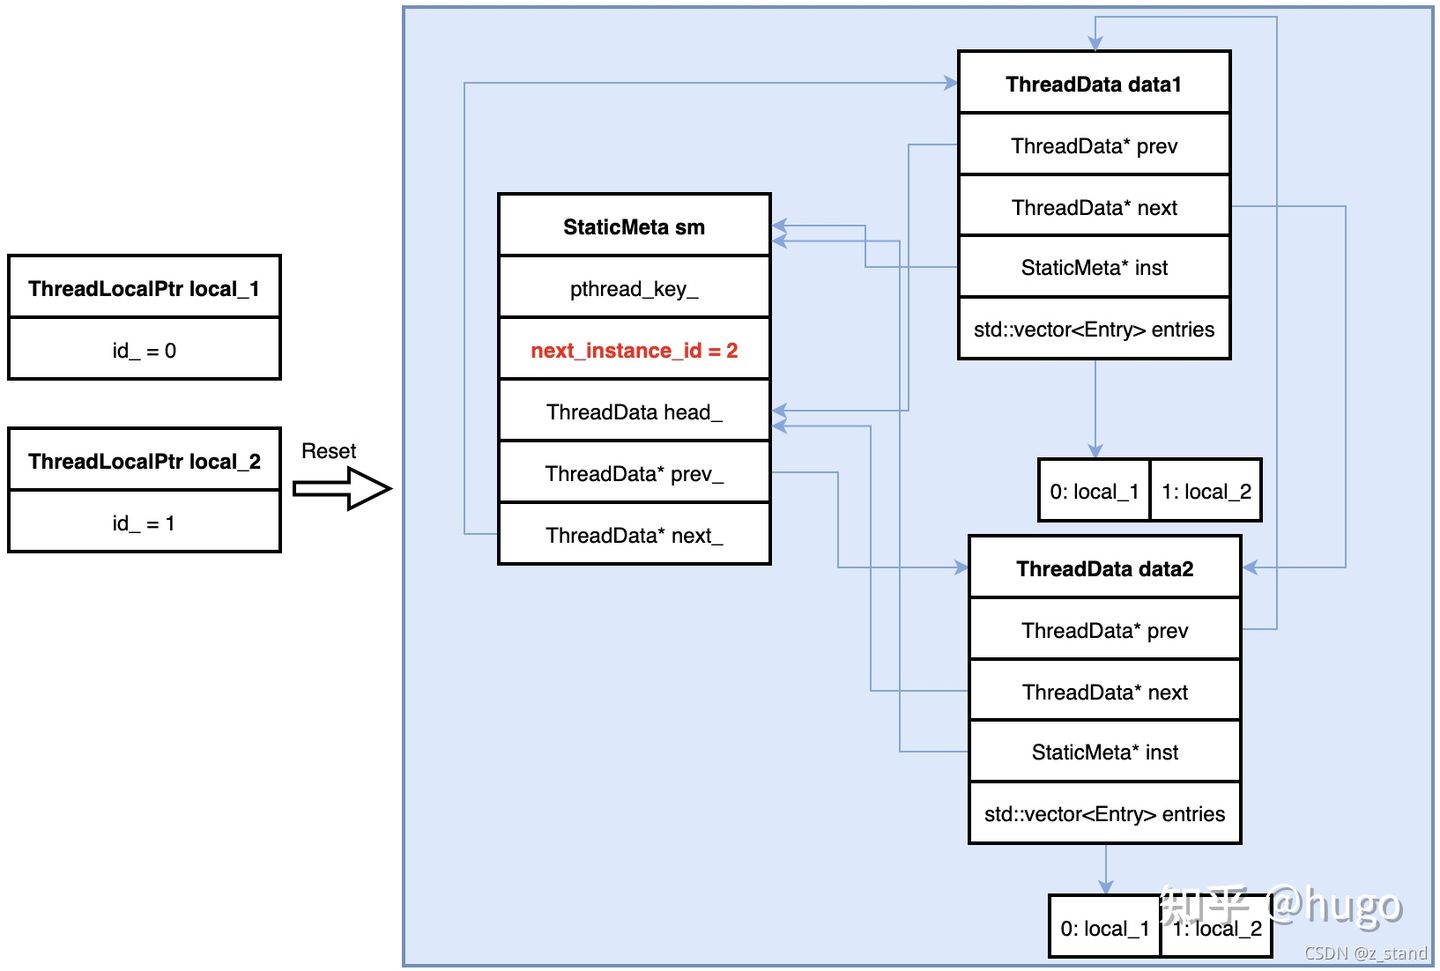 ThreadLocalPtr local_1
id_ = 0
ThreadLocalPtr local_2
id_ = 1
Reset
StaticMeta sm
pthread_key_
next_instance_id = 2
ThreadData head_
ThreadData* prev_
ThreadData* next_
ThreadData data1
ThreadData* prev
ThreadData* next
StaticMeta* inst
std::vector<Entry> entries
0: local_1
1: local_2
ThreadData data2
ThreadData* prev
ThreadData* next
StaticMeta* inst
std::vector<Entry> entries
0: local_1
1: local_2
知乎 @hugo
CSDN @z_stand